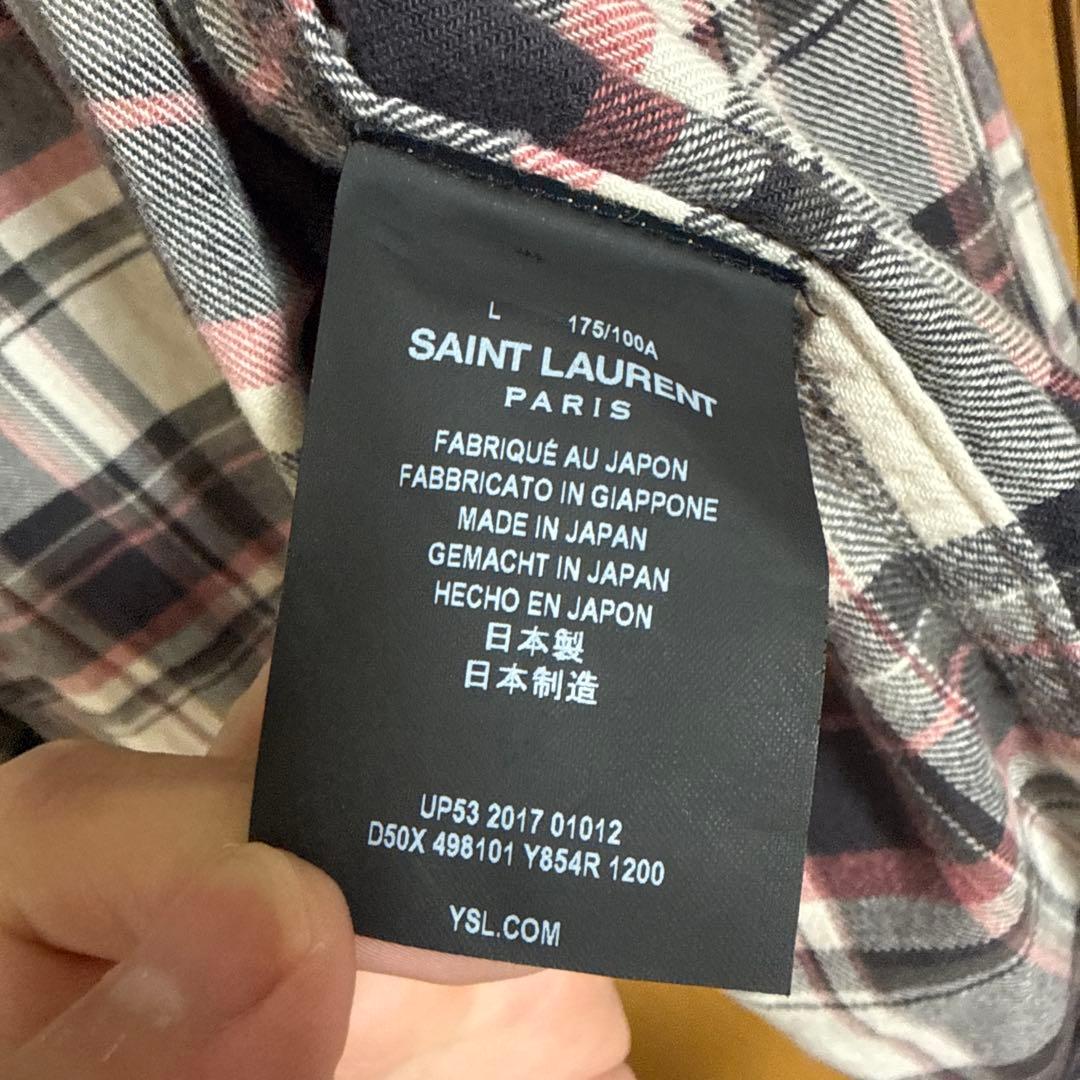 L 175/100A
SAINT LAURENT
PARIS
FABRIQUÉ AU JAPON
FABBRICATO IN GIAPPONE
MADE IN JAPAN
GEMACHT IN JAPAN
HECHO EN JAPON
日本製
日本制造
UP53 2017 01012
D50X 498101 Y854R 1200
YSL.COM